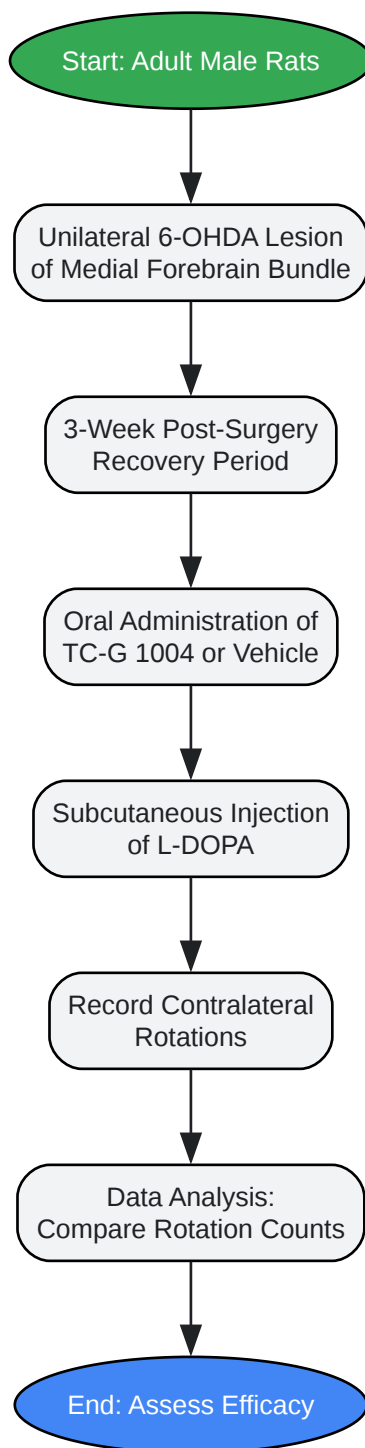 Start: Adult Male Rats
Unilateral 6-OHDA Lesion
of Medial Forebrain Bundle
3-Week Post-Surgery
Recovery Period
Oral Administration of
TC-G 1004 or Vehicle
Subcutaneous Injection
of L-DOPA
Record Contralateral
Rotations
Data Analysis:
Compare Rotation Counts
End: Assess Efficacy